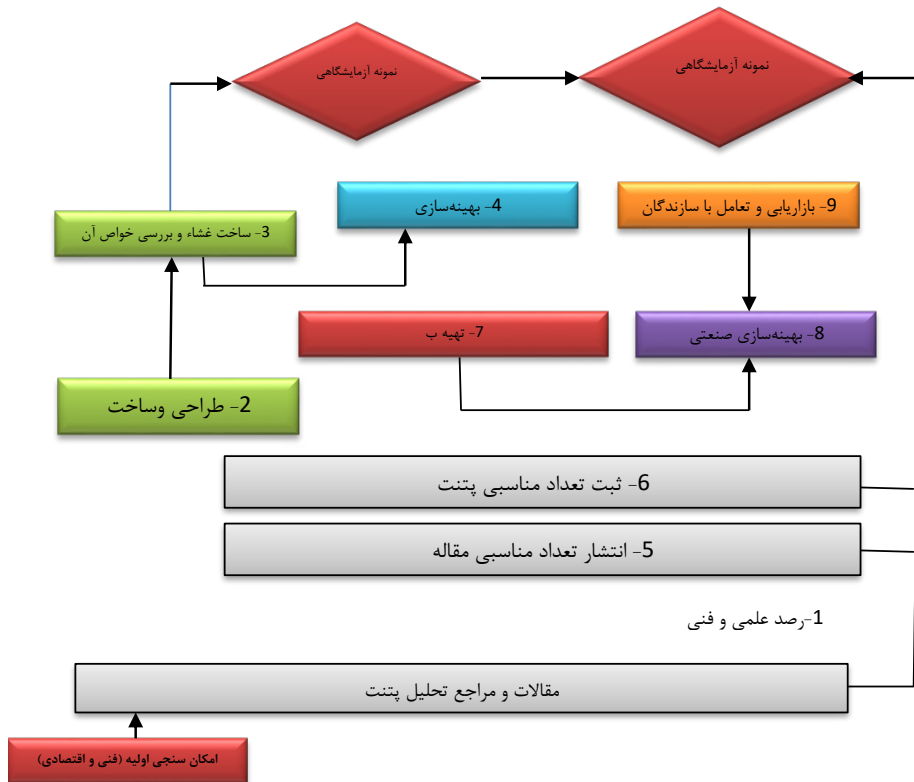 نمونه آزمایشگاهی
نمونه آزمایشگاهی
9- بازاریابی و تعامل با سازندگان
4- بهینه‌سازی
3- ساخت غشاء و بررسی خواص آن
8- بهینه‌سازی صنعتی
7- تهیه ب
2- طراحی وساخت
6- ثبت تعداد مناسبی پتنت
5- انتشار تعداد مناسبی مقاله
1-رصد علمی و فنی
مقالات و مراجع تحلیل پتنت
امکان سنجی اولیه (فنی و اقتصادی)